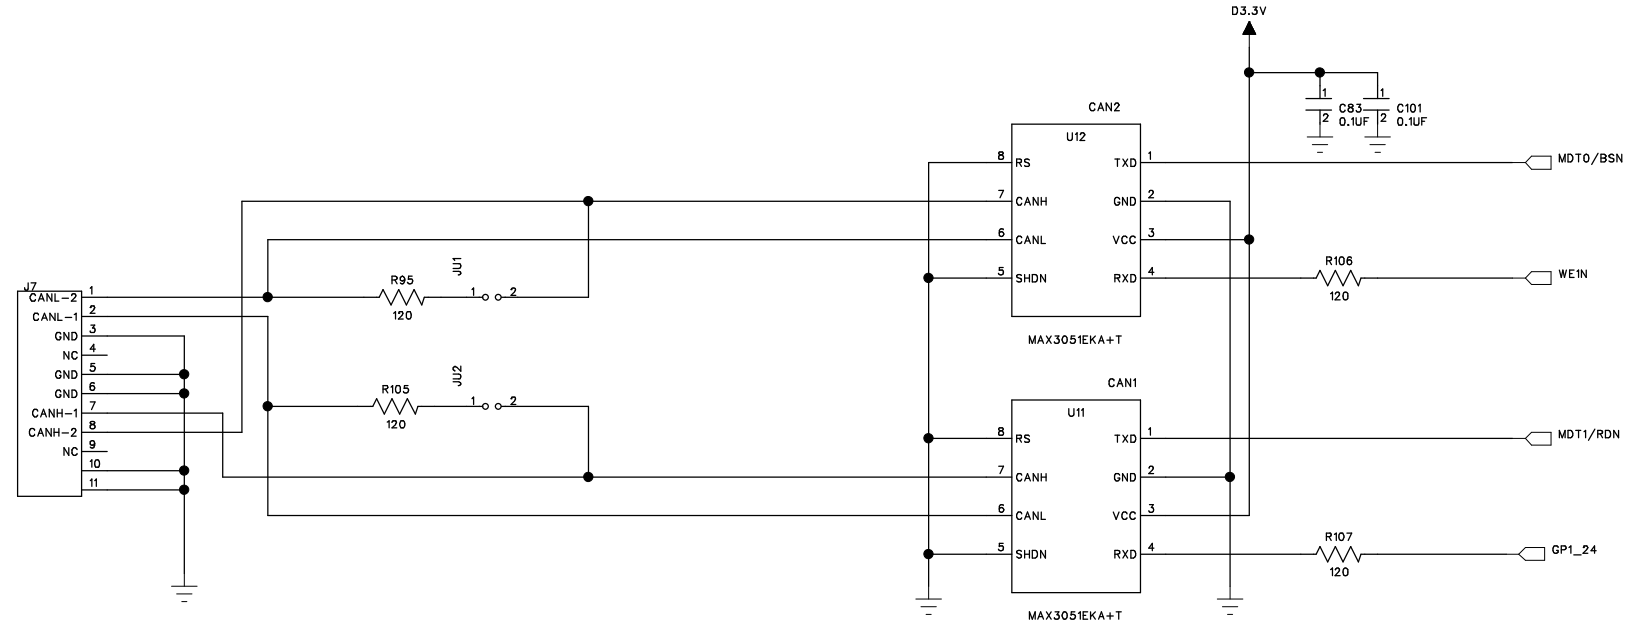 D3.3V
1
2
C83
0.1UF
1
2
C101
0.1UF
CAN2
U12
8 RS TXD 1
7 CANH GND 2
6 CANL VCC 3
5 SHDN RXD 4
MAX3051EKA+T
MDT0/BSN
R106
120
WE1N
JU1
R95
1 2
120
J7
CANL-2 1
CANL-1 2
GND 3
NC 4
GND 5
GND 6
CANH-1 7
CANH-2 8
NC 9
10
11
JU2
R105
1 2
120
CAN1
U11
8 RS TXD 1
7 CANH GND 2
6 CANL VCC 3
5 SHDN RXD 4
MAX3051EKA+T
MDT1/RDN
R107
120
GP1_24